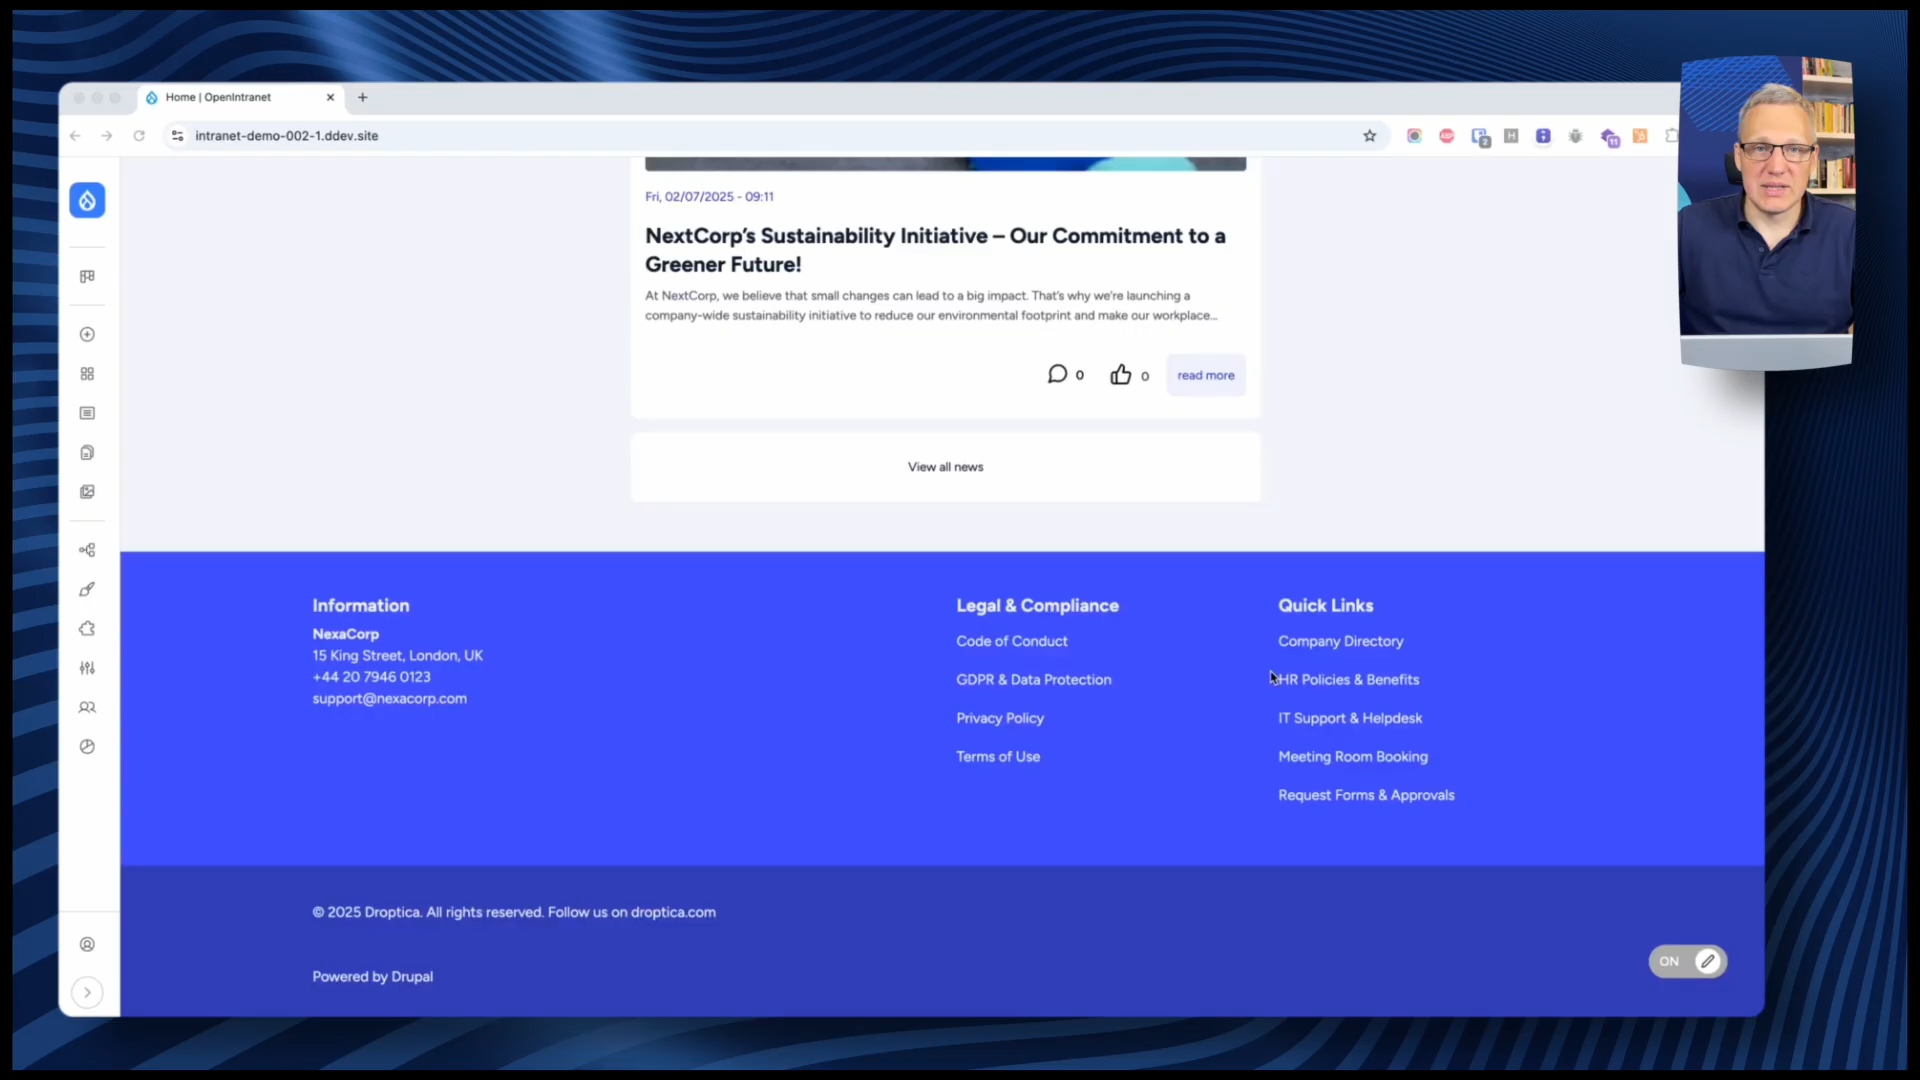 Home | OpenIntranet
intranet-demo-002-1.ddev.site
ABP
2
H
11
Fri, 02/07/2025 - 09:11
NextCorp’s Sustainability Initiative – Our Commitment to a
Greener Future!
At NextCorp, we believe that small changes can lead to a big impact. That’s why we’re launching a
company-wide sustainability initiative to reduce our environmental footprint and make our workplace...
0
0
read more
View all news
Information
NexaCorp
15 King Street, London, UK
+44 20 7946 0123
support@nexacorp.com
Legal & Compliance
Code of Conduct
GDPR & Data Protection
Privacy Policy
Terms of Use
Quick Links
Company Directory
HR Policies & Benefits
IT Support & Helpdesk
Meeting Room Booking
Request Forms & Approvals
© 2025 Droptica. All rights reserved. Follow us on droptica.com
Powered by Drupal
ON